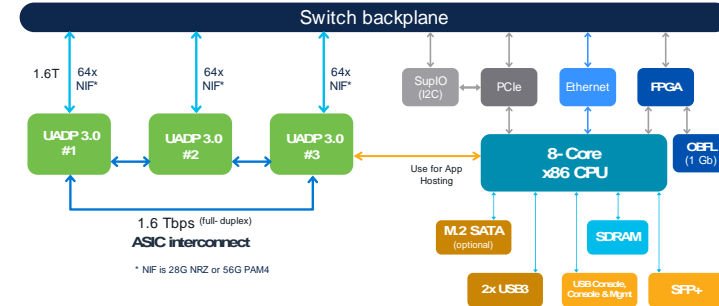 Switch backplane
1.6T
64x
NIF*
64x
NIF*
64x
NIF*
SupIO
(I2C)
PCIe
Ethernet
FPGA
UADP 3.0
#1
UADP 3.0
#2
UADP 3.0
#3
Use for App
Hosting
8- Core
x86 CPU
OBFL
(1 Gb)
1.6 Tbps (full- duplex)
ASIC interconnect
* NIF is 28G NRZ or 56G PAM4
M.2 SATA
(optional)
SDRAM
2x USB3
USB Console,
Console & Mgmt
SFP+